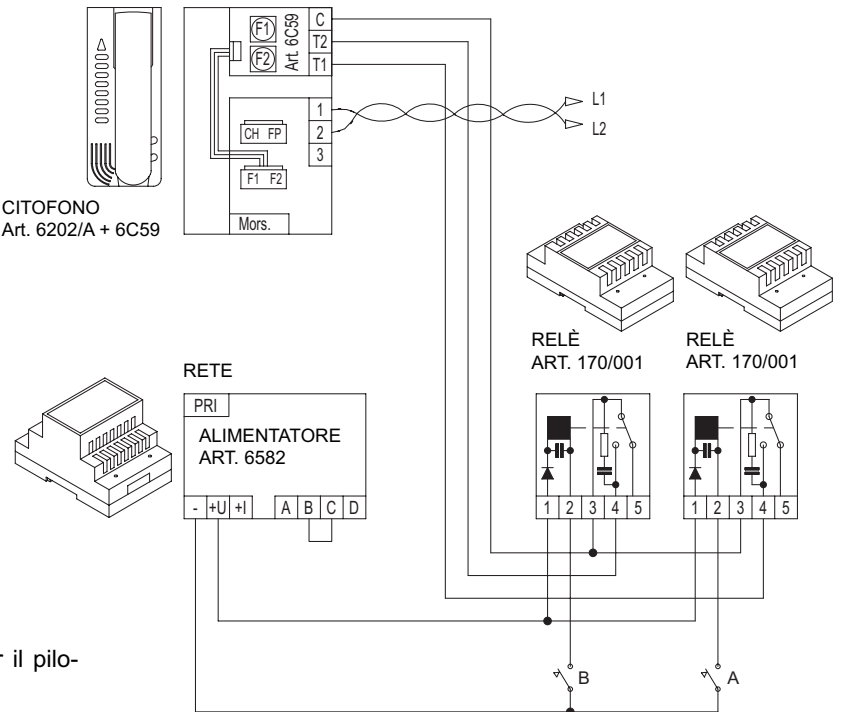 F1
F2
Art. 6C59
C
T2
T1
1
2
3
CH FP
F1 F2
Mors.
L1
L2
CITOFONO
Art. 6202/A + 6C59
RELÈ
ART. 170/001
RELÈ
ART. 170/001
RETE
PRI
ALIMENTATORE
ART. 6582
- +U +I A B C D
1 2 3 4 5
1 2 3 4 5
r il pilo-
B
A